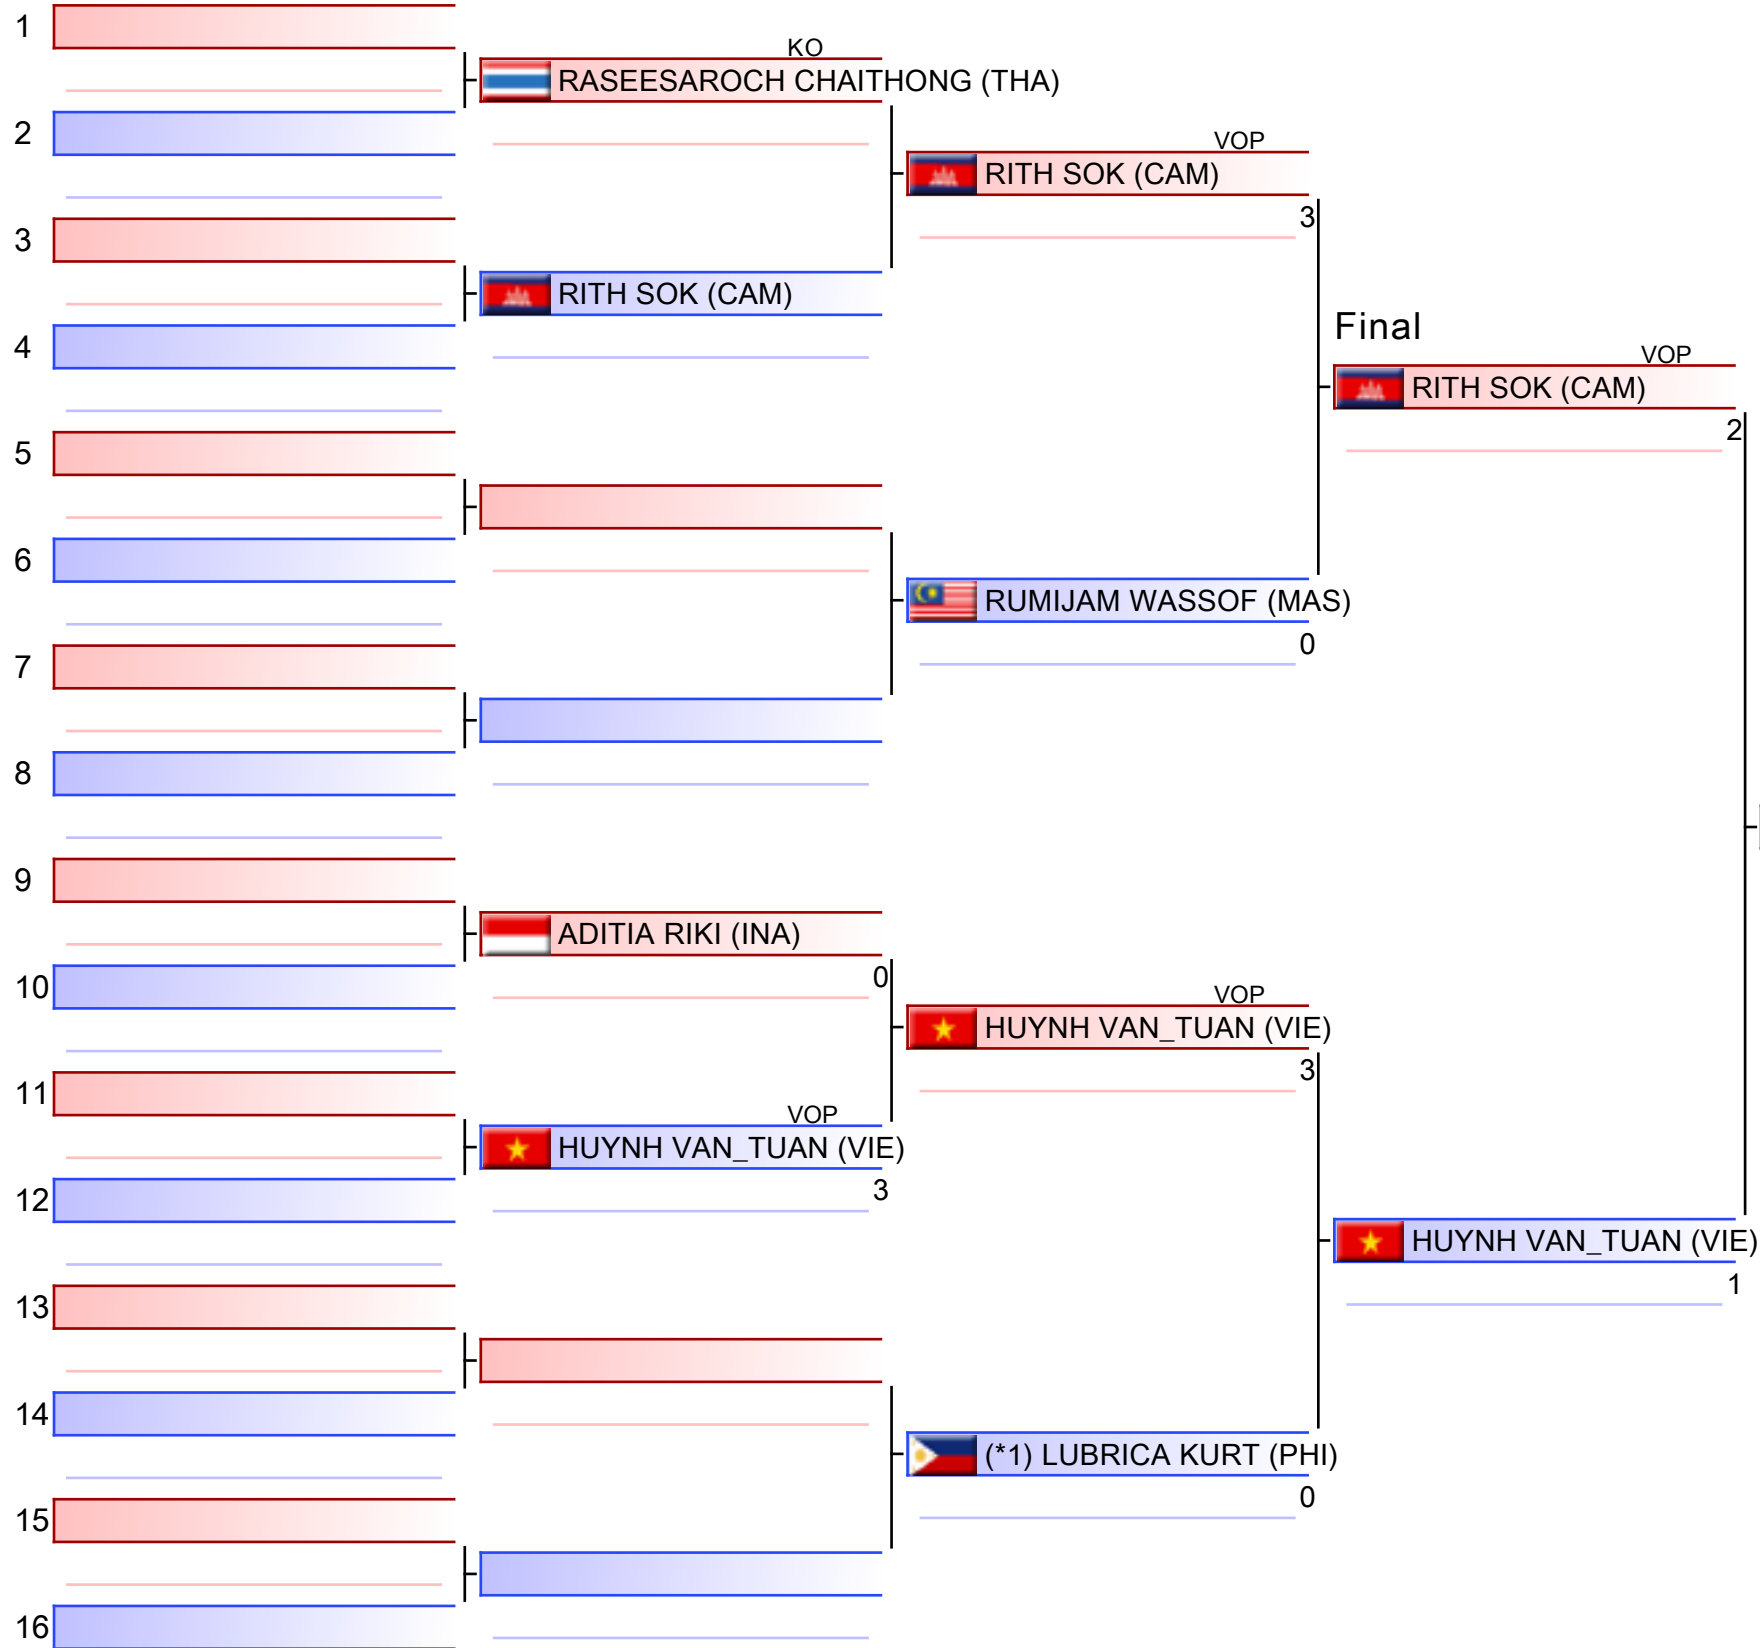 1
KO
RASEESAROCH CHAITHONG (THA)
2
VOP
RITH SOK (CAM)
3
3
RITH SOK (CAM)
4
Final
VOP
RITH SOK (CAM)
2
5
6
RUMIJAM WASSOF (MAS)
0
7
8
9
ADITIA RIKI (INA)
0
10
VOP
HUYNH VAN_TUAN (VIE)
3
11
VOP
HUYNH VAN_TUAN (VIE)
3
12
HUYNH VAN_TUAN (VIE)
1
13
14
(*1) LUBRICA KURT (PHI)
0
15
16